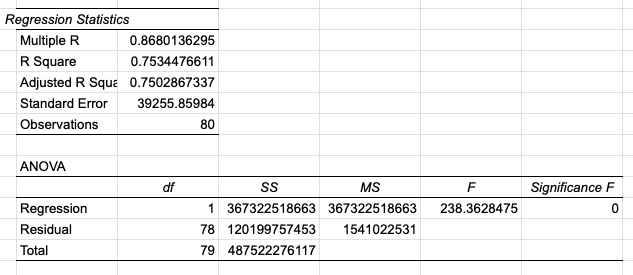 Regression Statistics
Multiple R 0.8680136295
R Square 0.7534476611
Adjusted R Squa 0.7502867337
Standard Error 39255.85984
Observations 80
ANOVA
df SS MS F Significance F
Regression 1 367322518663 367322518663 238.3628475 0
Residual 78 120199757453 1541022531
Total 79 487522276117